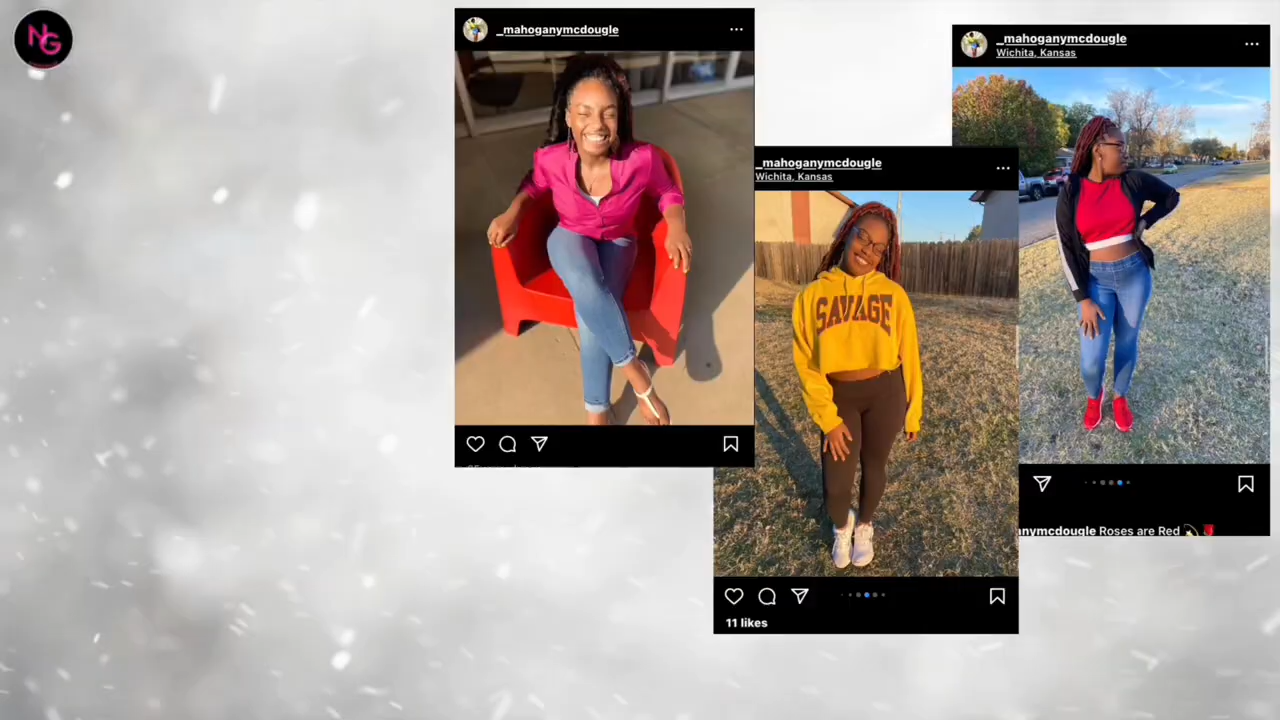 NG
_mahoganymcdougle
_mahoganymcdougle
Wichita, Kansas
_mahoganymcdougle
Wichita, Kansas
SAVAGE
anymcdougle Roses are Red
11 likes